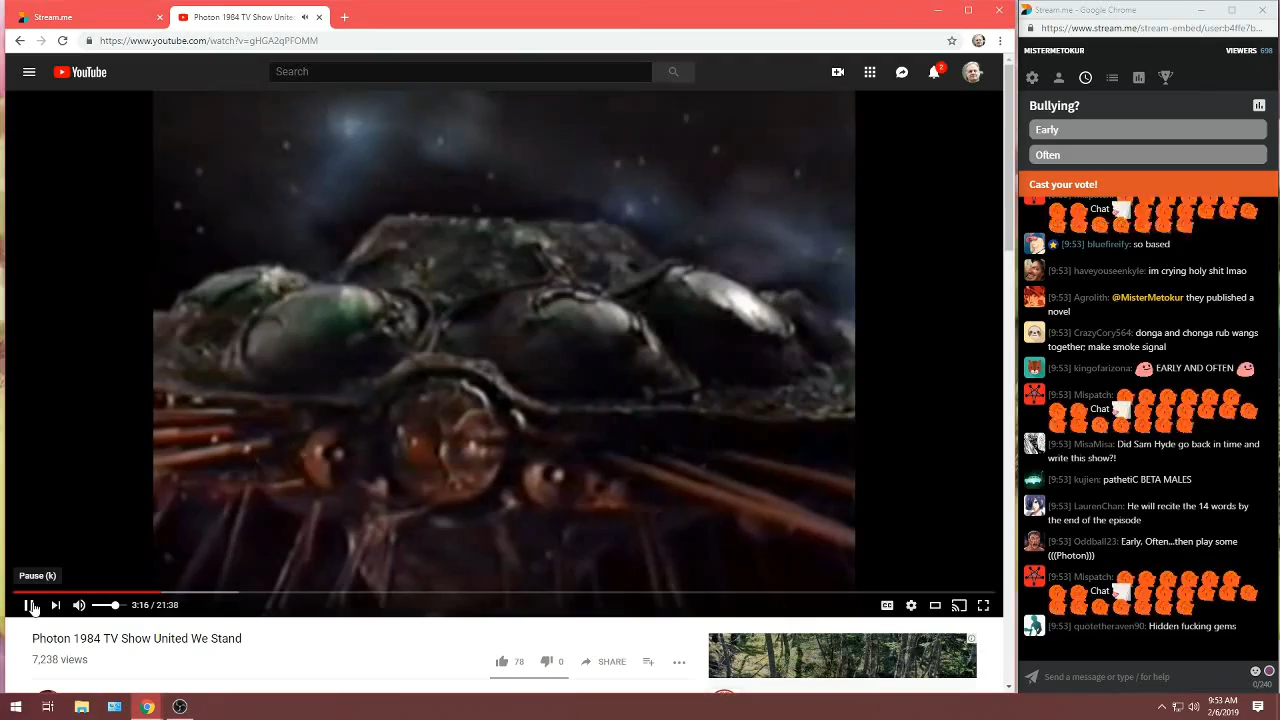 Stream.me
Photon 1984 TV Show Unite
https://www.youtube.com/watch?v=gHGA2qPFOMM
YouTube
Search
2
Pause (k)
3:16 / 21:38
CC
Photon 1984 TV Show United We Stand
7,238 views
78
0
SHARE
Stream.me - Google Chrome
https://www.stream.me/stream-embed/user:b4ffe7b...
MISTERMETOKUR
VIEWERS 698
Bullying?
Early
Often
Cast your vote!
Chat
[9:53] bluefireify: so based
[9:53] haveyouseenkyle: im crying holy shit lmao
[9:53] Agrolith: @MisterMetokur they published a
novel
[9:53] CrazyCory564: donga and chonga rub wangs
together; make smoke signal
[9:53] kingofarizona: EARLY AND OFTEN
[9:53] Mispatch:
Chat
[9:53] MisaMisa: Did Sam Hyde go back in time and
write this show?!
[9:53] kujien: pathetiC BETA MALES
[9:53] LaurenChan: He will recite the 14 words by
the end of the episode
[9:53] Oddball23: Early, Often...then play some
(((Photon)))
[9:53] Mispatch:
Chat
[9:53] quotetheraven90: Hidden fucking gems
Send a message or type / for help
0/240
9:53 AM
2/6/2019